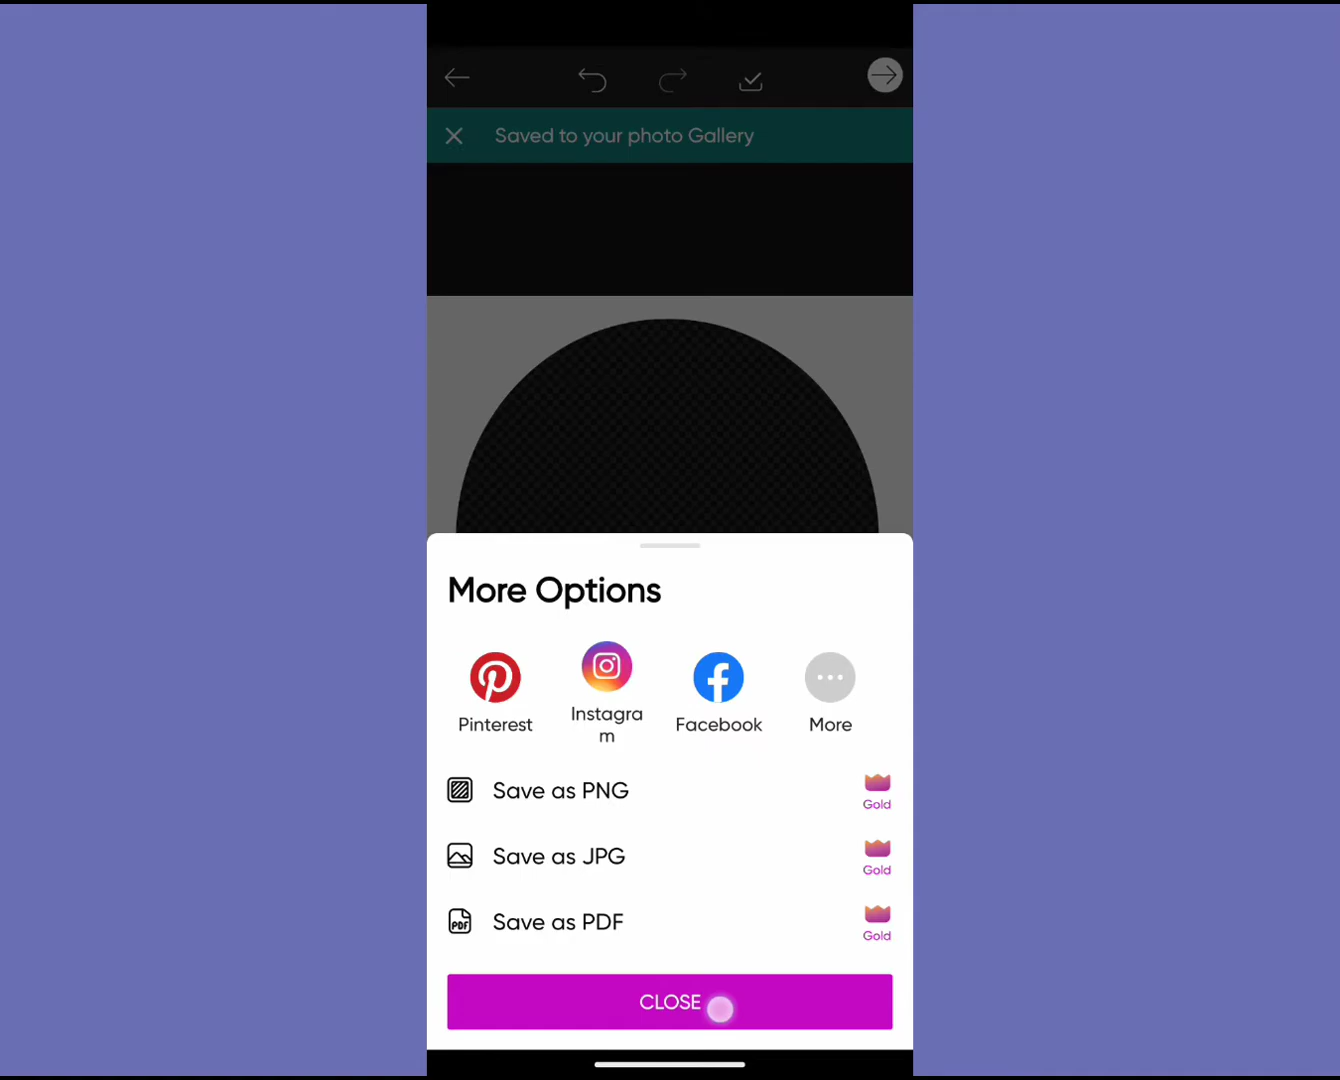 Saved to your photo Gallery
More Options
Pinterest
Instagra
m
Facebook
More
Save as PNG
Gold
Save as JPG
Gold
PDF
Save as PDF
Gold
CLOSE